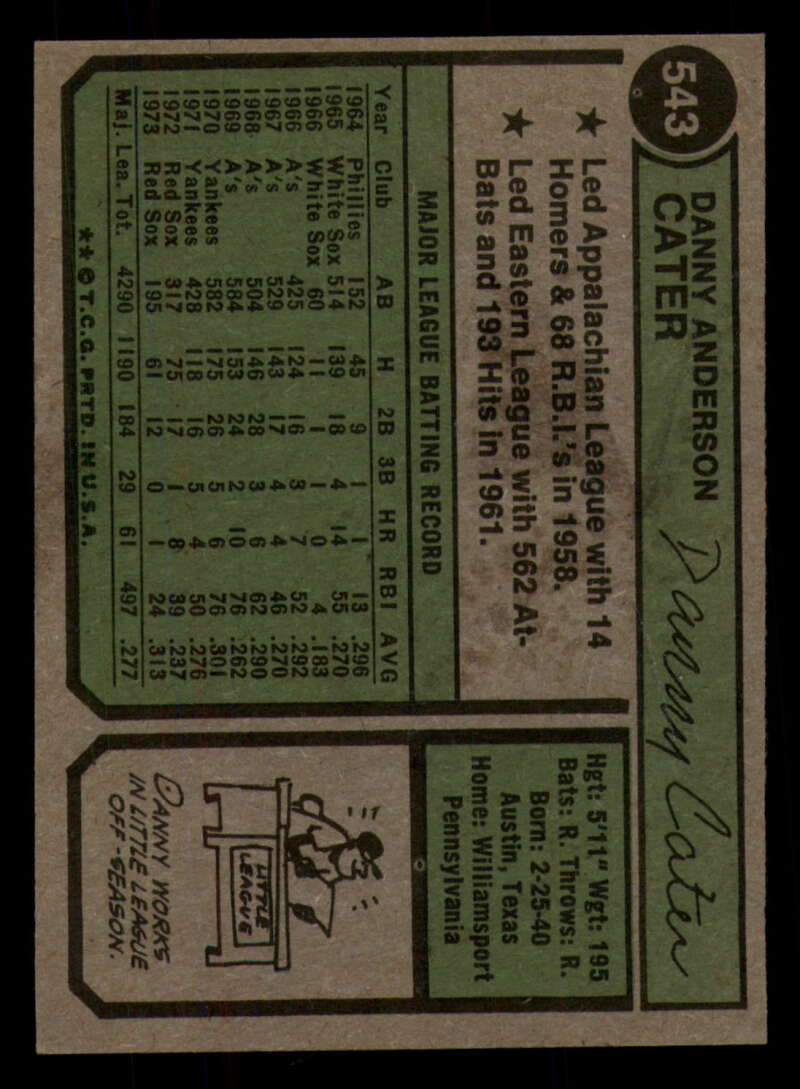 543
DANNY ANDERSON
CATER
Danny Cater
★ Led Appalachian League with 14
Homers & 68 R.B.I.'s in 1958.
★ Led Eastern League with 562 At-
Bats and 193 Hits in 1961.
MAJOR LEAGUE BATTING RECORD
Year Club AB H 2B 3B HR RBI AVG
1964 Phillies 152 45 9 1 1 13 .296
1965 White Sox 514 139 18 4 14 55 .270
1966 White Sox 60 11 1 1 0 4 .183
1966 A's 425 124 16 3 7 52 .292
1967 A's 529 143 17 4 4 46 .270
1968 A's 504 146 28 3 6 62 .290
1969 A's 584 153 24 2 10 76 .262
1970 Yankees 582 175 26 5 6 76 .301
1971 Yankees 428 118 16 5 4 50 .276
1972 Red Sox 317 75 17 1 8 39 .237
1973 Red Sox 195 61 12 0 1 24 .313
Maj. Lea. Tot. 4290 1190 184 29 61 497 .277
★★©T.C.G. PRTD. IN U.S.A.
Hgt: 5'11" Wgt: 195
Bats: R. Throws: R.
Born: 2-25-40
Austin, Texas
Home: Williamsport
Pennsylvania
LITTLE
LEAGUE
DANNY WORKS
IN LITTLE LEAGUE
OFF-SEASON.